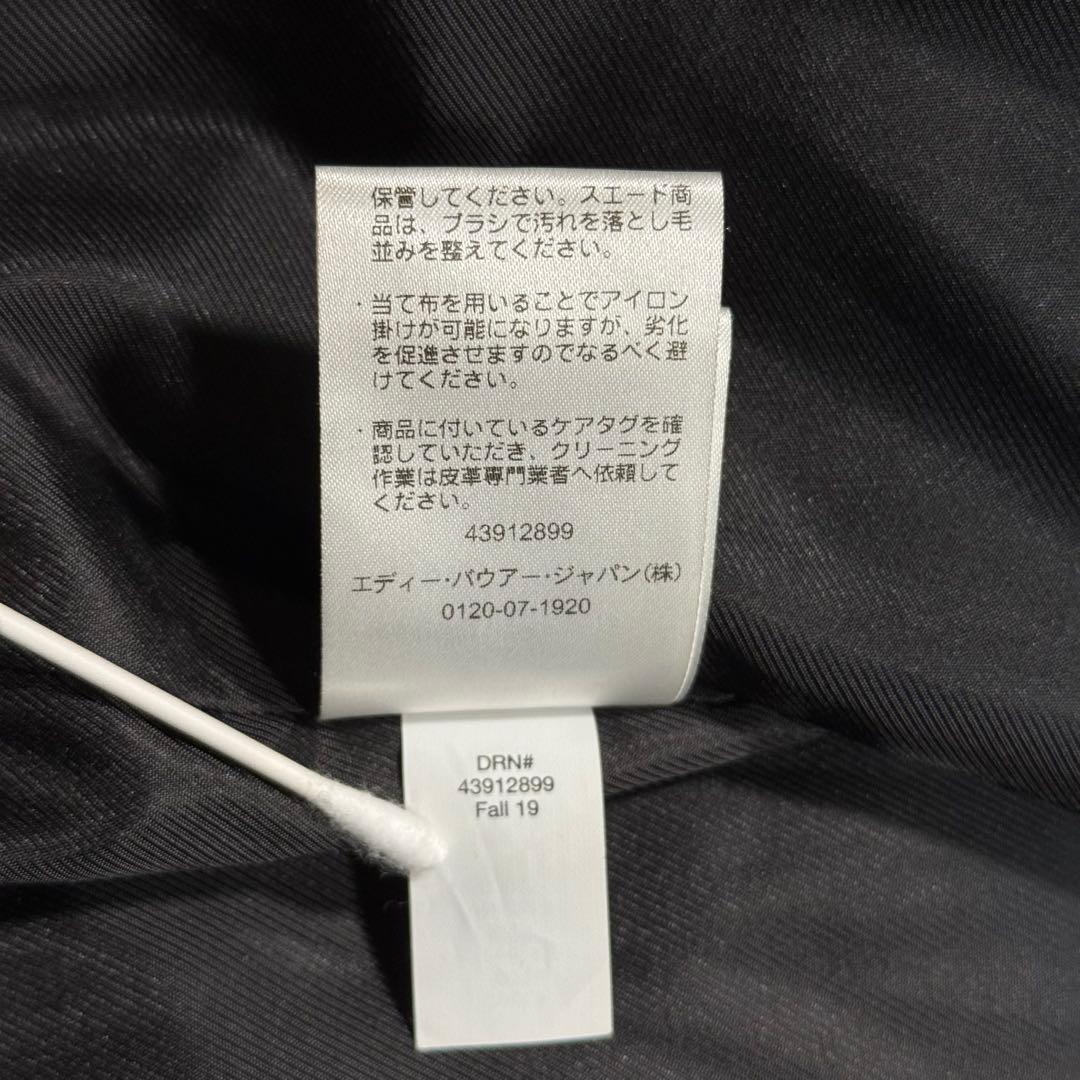 保管してください。スエード商
品は、ブラシで汚れを落とし毛
並みを整えてください。
・当て布を用いることでアイロン
掛けが可能になりますが、劣化
を促進させますのでなるべく避
けてください。
・商品に付いているケアタグを確
認していただき、クリーニング
作業は皮革専門業者へ依頼して
ください。
43912899
エディー・バウアー・ジャパン(株)
0120-07-1920
DRN#
43912899
Fall 19